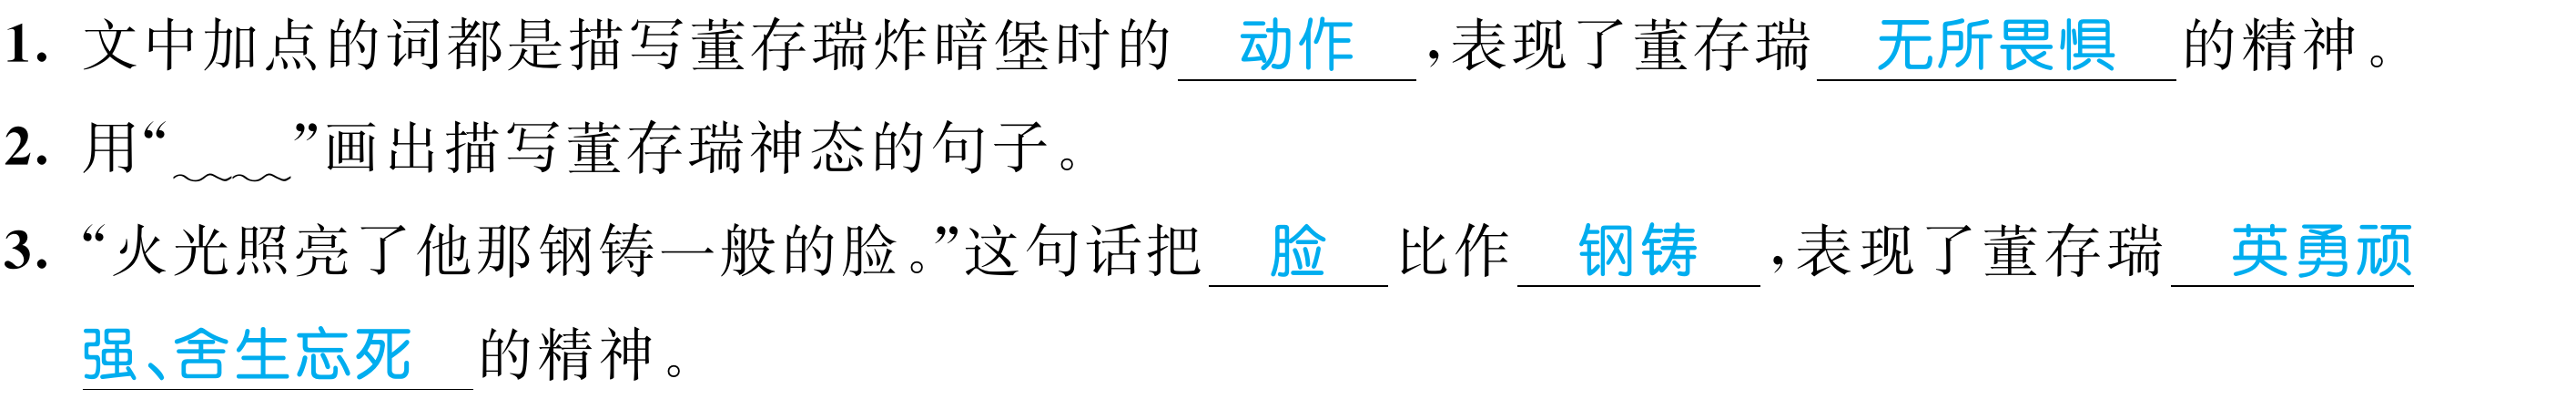 1. 文中加点的词都是描写董存瑞炸暗堡时的 动作 ,表现了董存瑞 无所畏惧 的精神。
2. 用“﹏﹏”画出描写董存瑞神态的句子。
3. “火光照亮了他那钢铸一般的脸。”这句话把 脸 比作 钢铸 ,表现了董存瑞 英勇顽
强、舍生忘死 的精神。